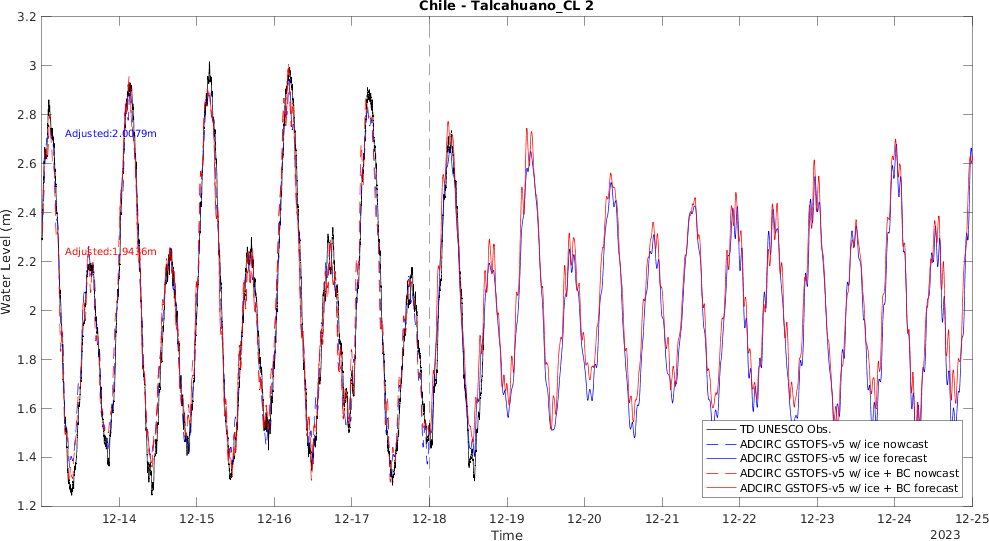 Chile - Talcahuano_CL 2
3.2
3
2.8
2.6
2.4
2.2
2
1.8
1.6
1.4
1.2
Water Level (m)
Adjusted:2.0079m
Adjusted:1.9436m
TD UNESCO Obs.
ADCIRC GSTOFS-v5 w/ ice nowcast
ADCIRC GSTOFS-v5 w/ ice forecast
ADCIRC GSTOFS-v5 w/ ice + BC nowcast
ADCIRC GSTOFS-v5 w/ ice + BC forecast
12-14 12-15 12-16 12-17 12-18 12-19 12-20 12-21 12-22 12-23 12-24 12-25
Time
2023